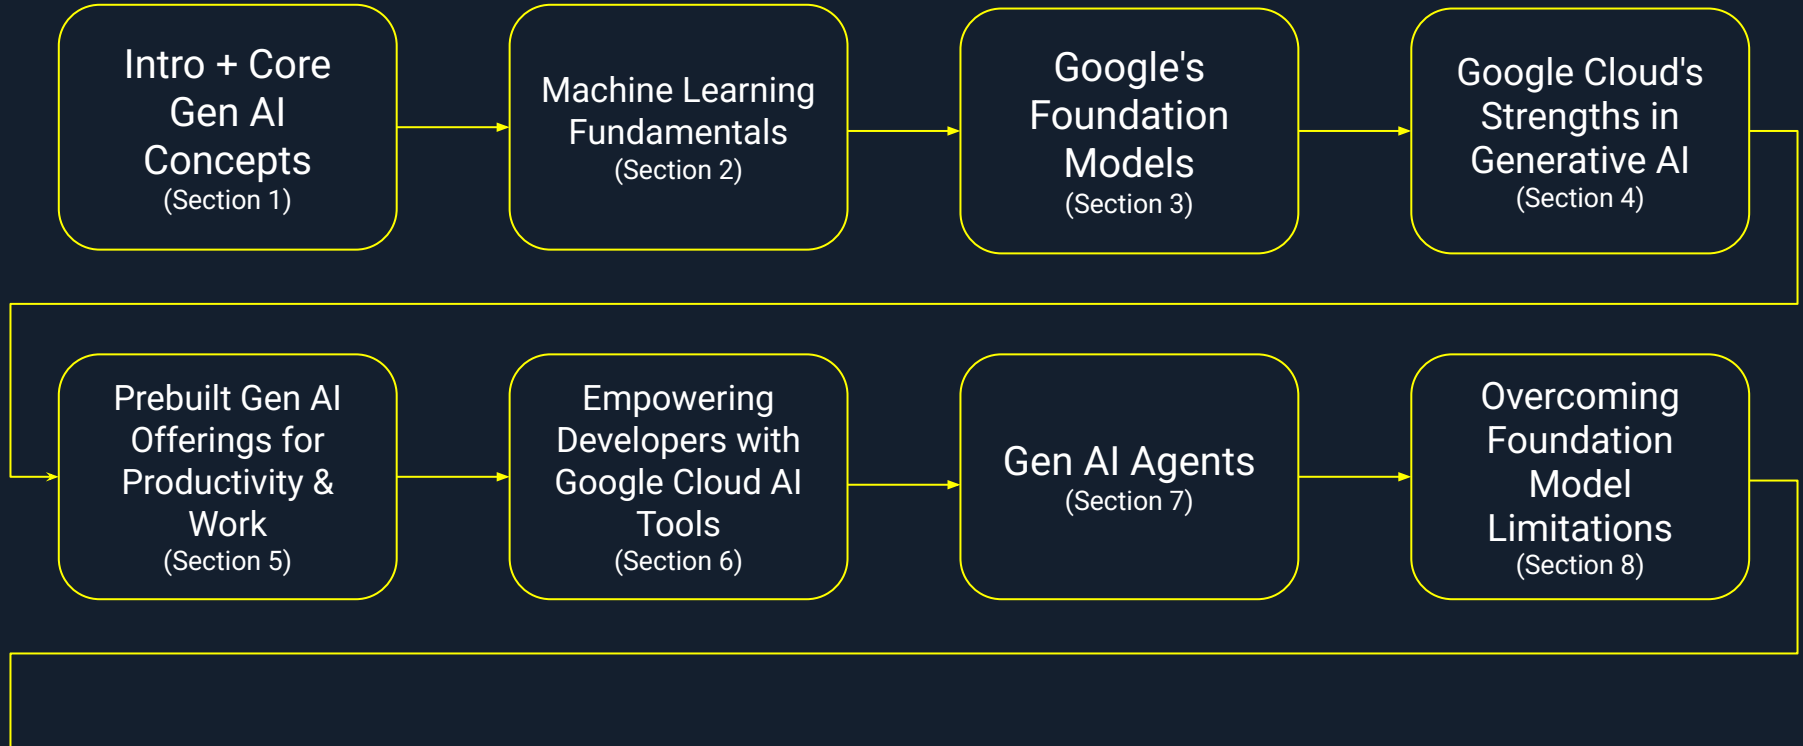 Intro + Core
Gen AI
Concepts
(Section 1)
Machine Learning
Fundamentals
(Section 2)
Google's
Foundation
Models
(Section 3)
Google Cloud's
Strengths in
Generative AI
(Section 4)
Prebuilt Gen AI
Offerings for
Productivity &
Work
(Section 5)
Empowering
Developers with
Google Cloud AI
Tools
(Section 6)
Gen AI Agents
(Section 7)
Overcoming
Foundation
Model
Limitations
(Section 8)